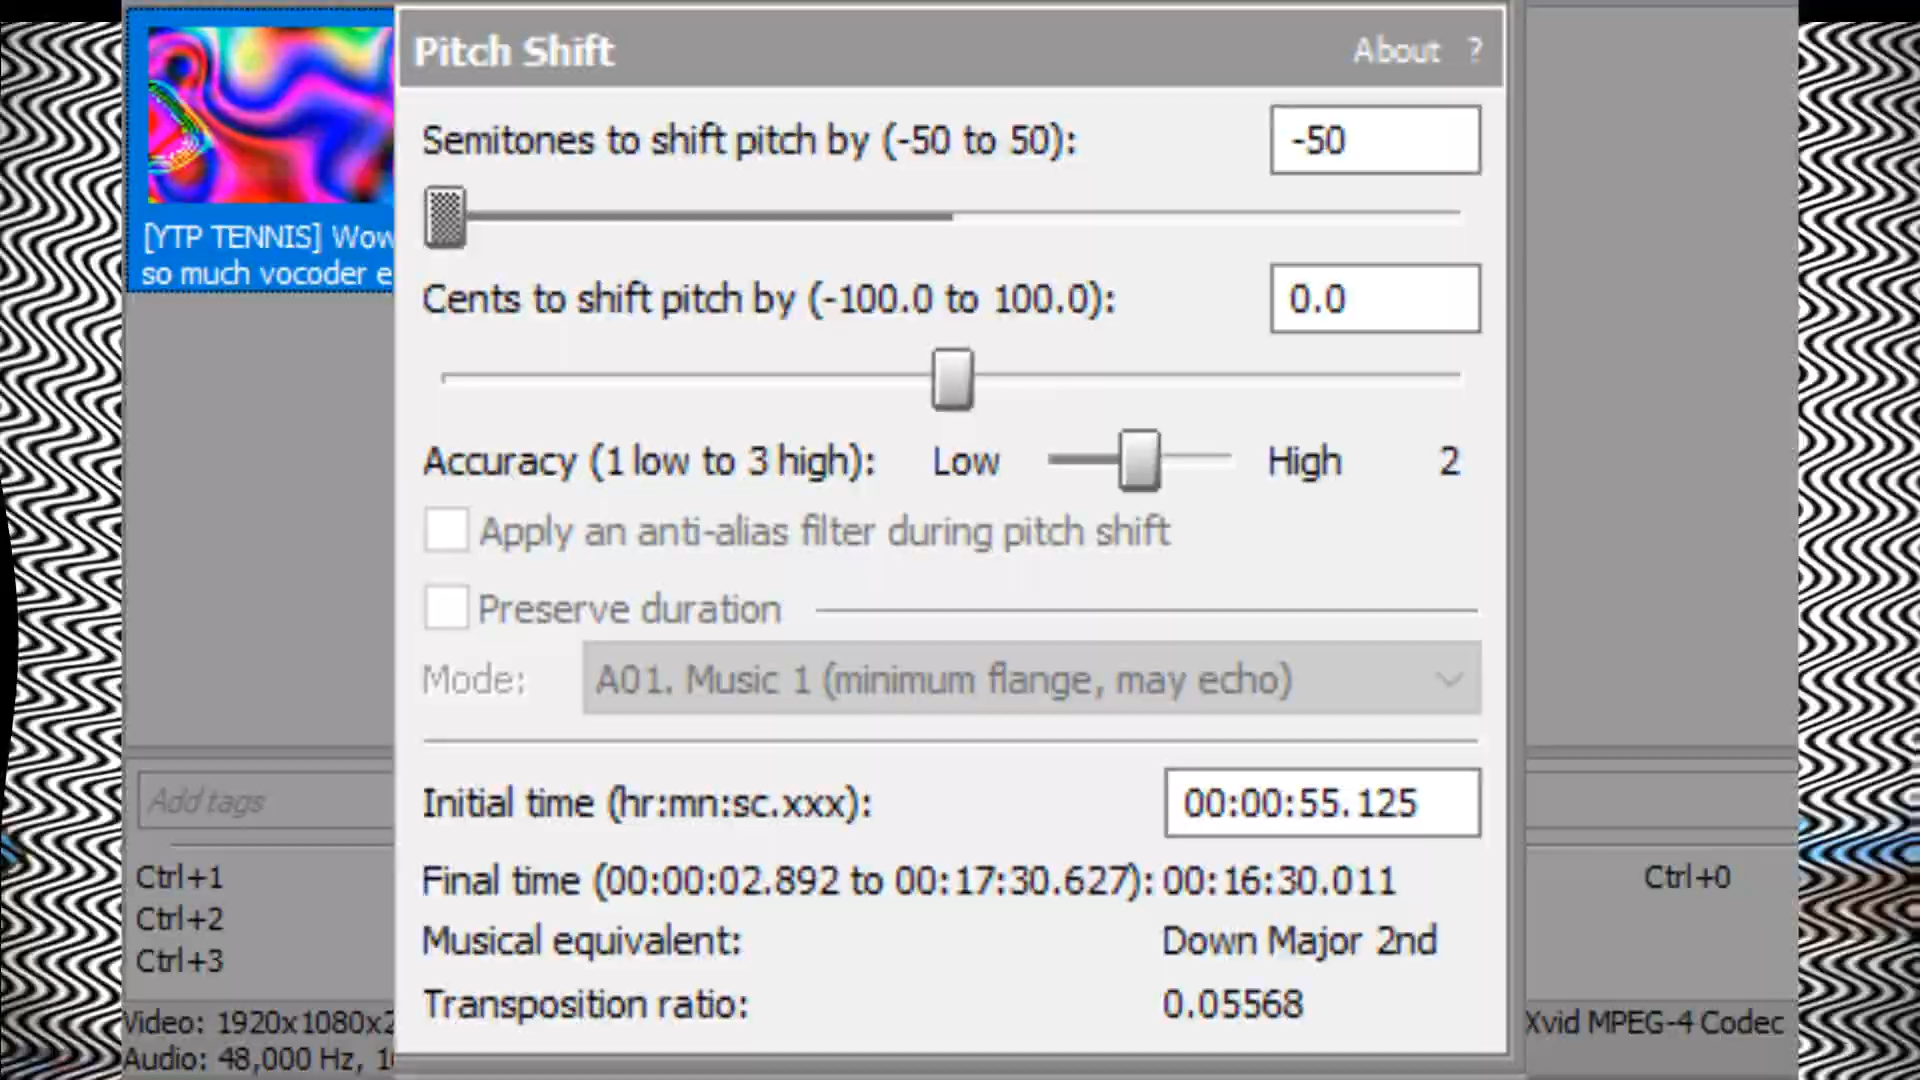 Pitch Shift
About ?
Semitones to shift pitch by (-50 to 50):
-50
[YTP TENNIS] Wow
so much vocoder e
Cents to shift pitch by (-100.0 to 100.0):
0.0
Accuracy (1 low to 3 high):
Low
High
2
Apply an anti-alias filter during pitch shift
Preserve duration
Mode:
A01. Music 1 (minimum flange, may echo)
Add tags
Initial time (hr:mn:sc.xxx):
00:00:55.125
Ctrl+1
Final time (00:00:02.892 to 00:17:30.627): 00:16:30.011
Ctrl+0
Ctrl+2
Musical equivalent:
Down Major 2nd
Ctrl+3
Transposition ratio:
0.05568
Video: 1920x1080x2
Xvid MPEG-4 Codec
Audio: 48,000 Hz, 1